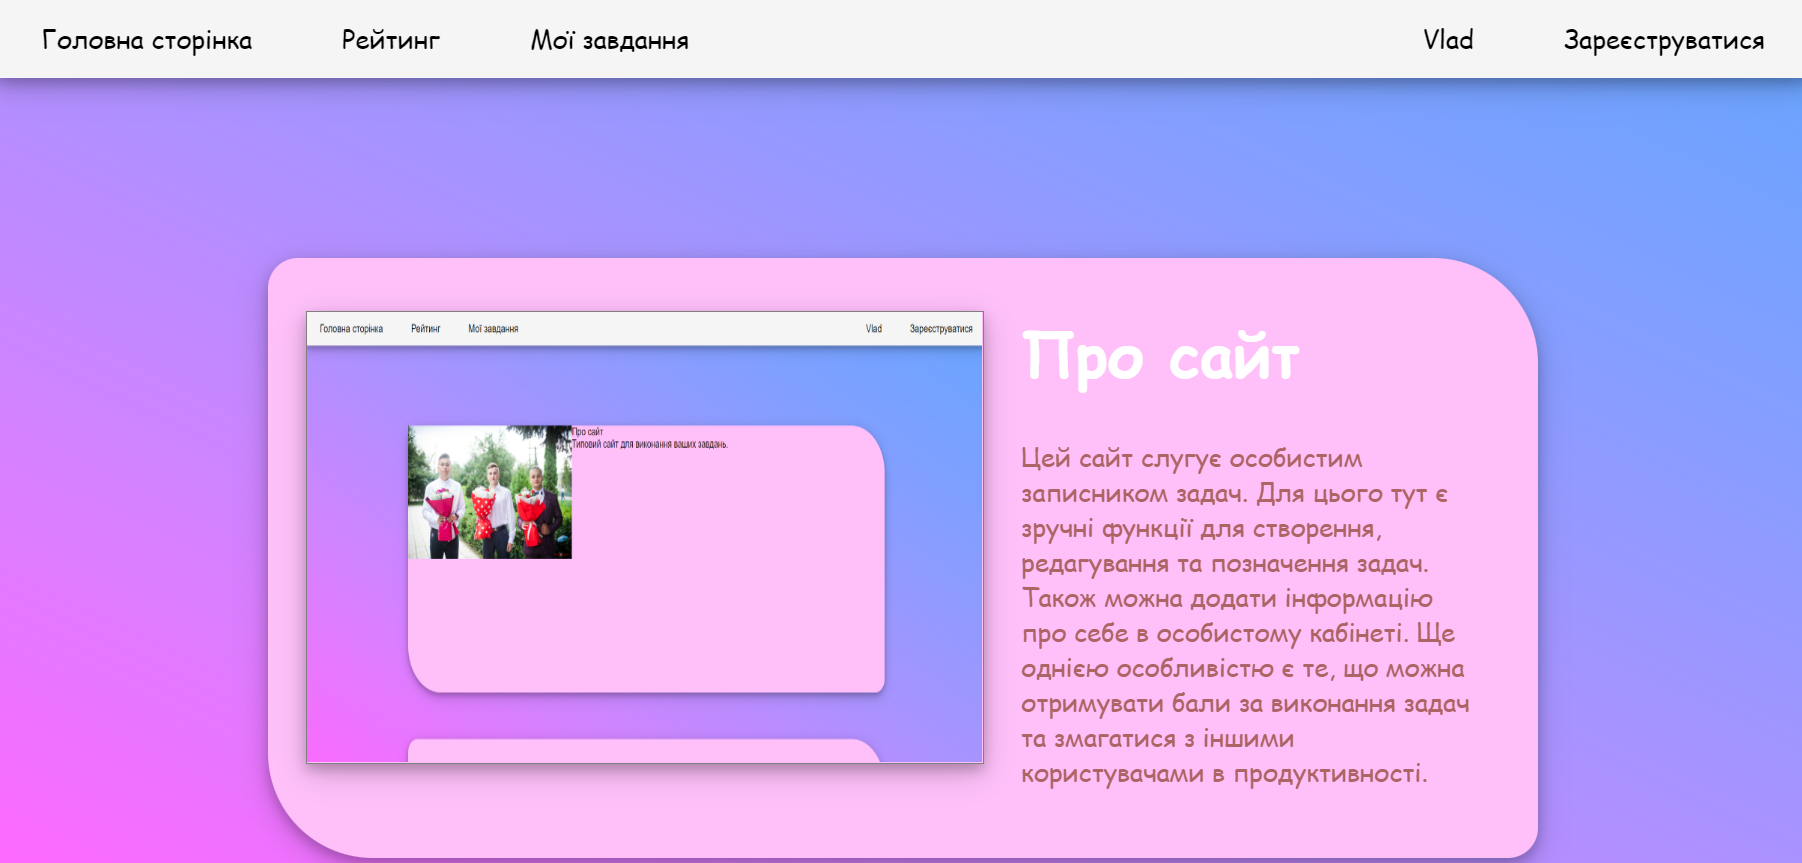 Головна сторінка Рейтинг Мої завдання Vlad Зареєструватися
Головна сторінка Рейтинг Мої завдання Vlad Зареєструватися
Про сайт
Типовий сайт для виконання ваших завдань.
Про сайт
Цей сайт слугує особистим
записником задач. Для цього тут є
зручні функції для створення,
редагування та позначення задач.
Також можна додати інформацію
про себе в особистому кабінеті. Ще
однією особливістю є те, що можна
отримувати бали за виконання задач
та змагатися з іншими
користувачами в продуктивності.